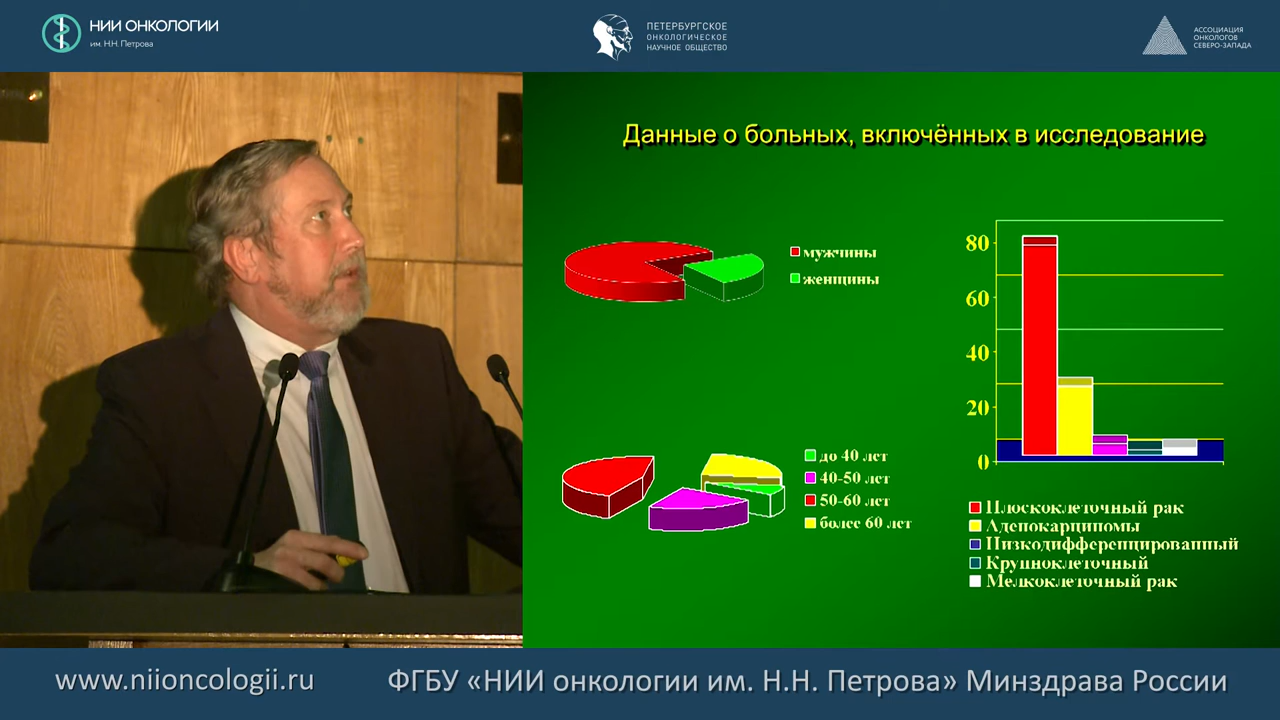 НИИ ОНКОЛОГИИ
им. Н.Н. Петрова
ПЕТЕРБУРГСКОЕ
ОНКОЛОГИЧЕСКОЕ
НАУЧНОЕ ОБЩЕСТВО
АССОЦИАЦИЯ
ОНКОЛОГОВ
СЕВЕРО-ЗАПАДА
Данные о больных, включённых в исследование
мужчины
женщины
80
60
40
20
0
до 40 лет
40-50 лет
50-60 лет
более 60 лет
Плоскоклеточный рак
Аденокарциномы
Низкодифференцированный
Крупноклеточный
Мелкоклеточный рак
www.niioncologii.ru
ФГБУ «НИИ онкологии им. Н.Н. Петрова» Минздрава России